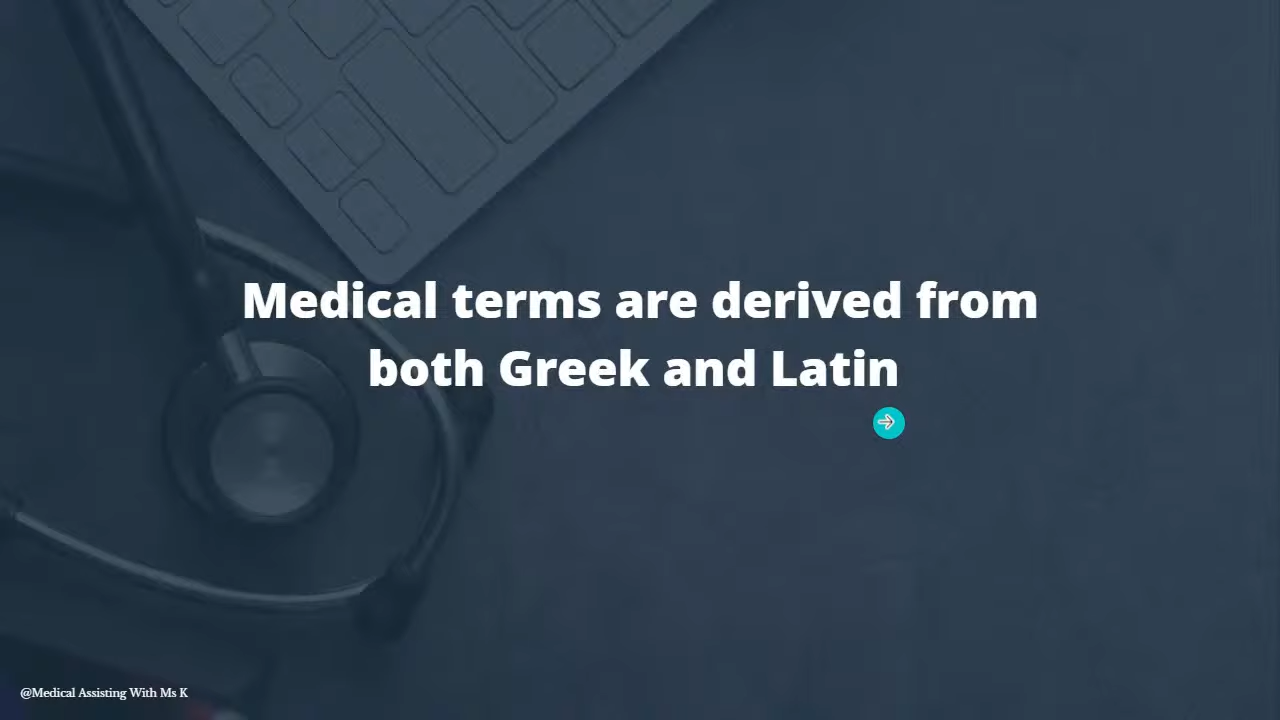 Medical terms are derived from
both Greek and Latin
@Medical Assisting With Ms K